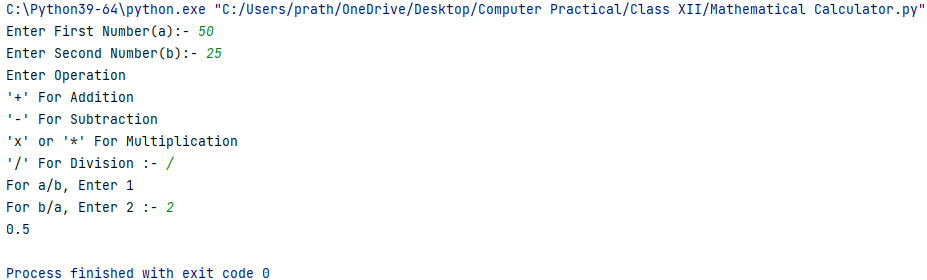 C:\Python39-64\python.exe "C:/Users/prath/OneDrive/Desktop/Computer Practical/Class XII/Mathematical Calculator.py"
Enter First Number(a):- 50
Enter Second Number(b):- 25
Enter Operation
'+' For Addition
'-' For Subtraction
'x' or '*' For Multiplication
'/' For Division :- /
For a/b, Enter 1
For b/a, Enter 2 :- 2
0.5
Process finished with exit code 0